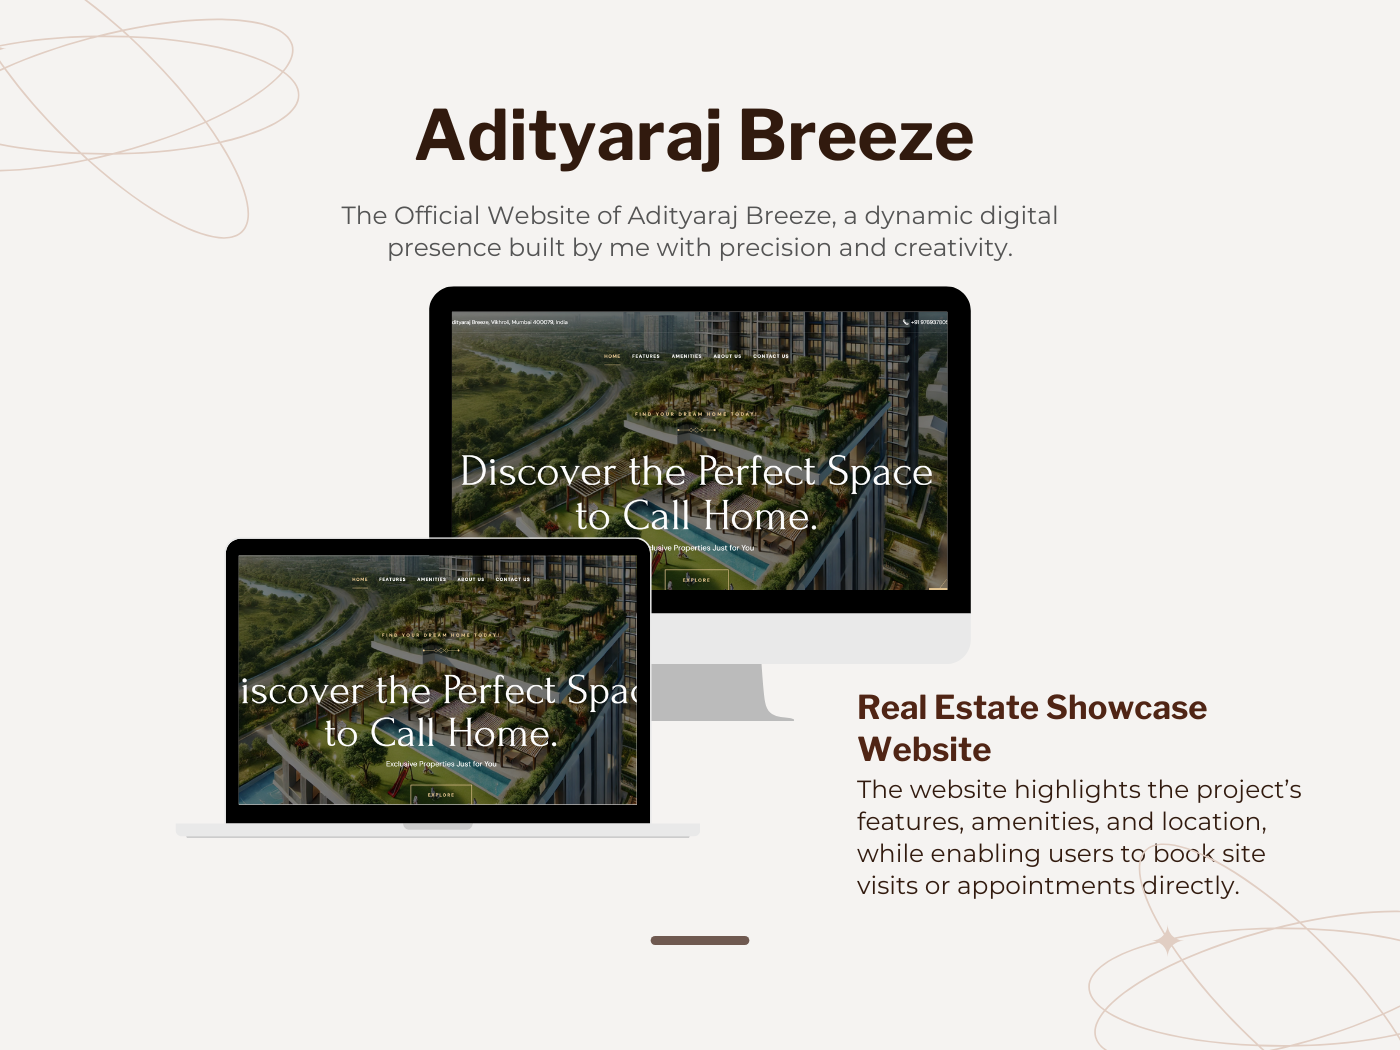 Adityaraj Breeze
The Official Website of Adityaraj Breeze, a dynamic digital
presence built by me with precision and creativity.
dityaraj Breeze, Vikhroli, Mumbai 400079, India
+91
HOME FEATURES AMENITIES ABOUT US CONTACT US
FIND YOUR DREAM HOME TODAY!
Discover the Perfect Space
to Call Home.
lusive Properties Just for You
EXPLORE
HOME FEATURES AMENITIES ABOUT US CONTACT US
FIND YOUR DREAM HOME TODAY!
iscover the Perfect Spac
to Call Home.
Exclusive Properties Just for You
EXPLORE
Real Estate Showcase
Website
The website highlights the project’s
features, amenities, and location,
while enabling users to book site
visits or appointments directly.